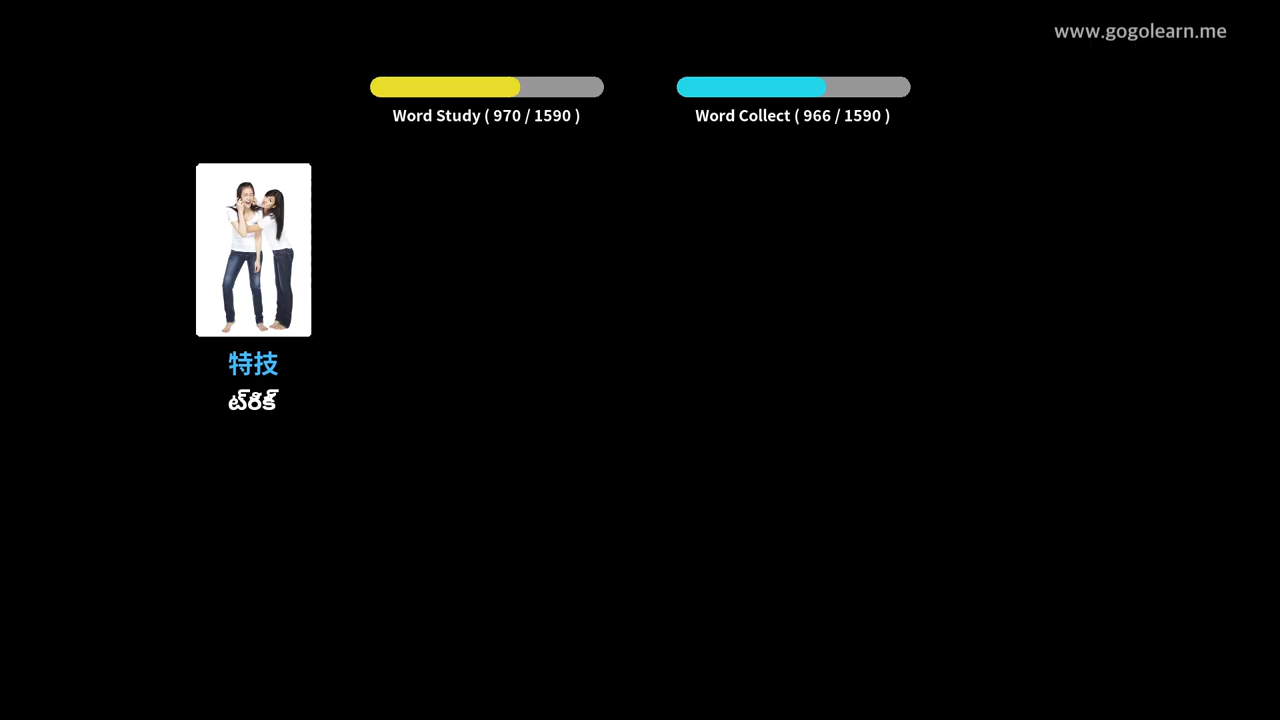 www.gogolearn.me
Word Study ( 970 / 1590 )
Word Collect ( 966 / 1590 )
特技
ట్రిక్